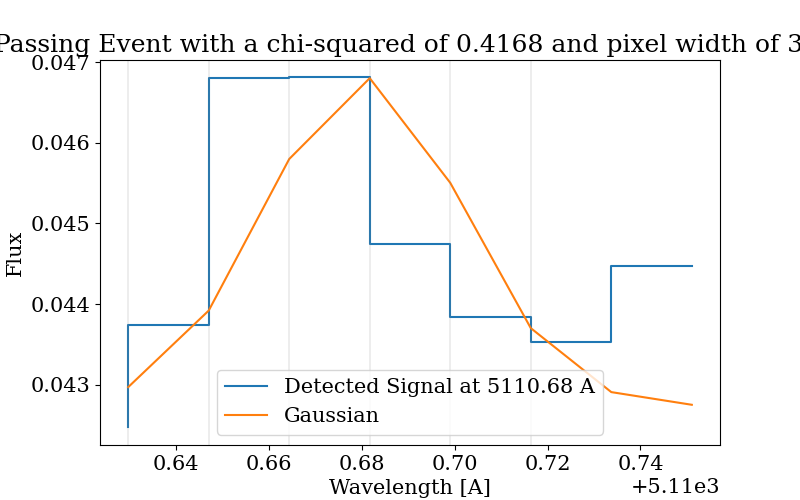 Passing Event with a chi-squared of 0.4168 and pixel width of 3
0.047
0.046
0.045
0.044
0.043
Flux
Detected Signal at 5110.68 A
Gaussian
0.64 0.66 0.68 0.70 0.72 0.74
+5.11e3
Wavelength [A]